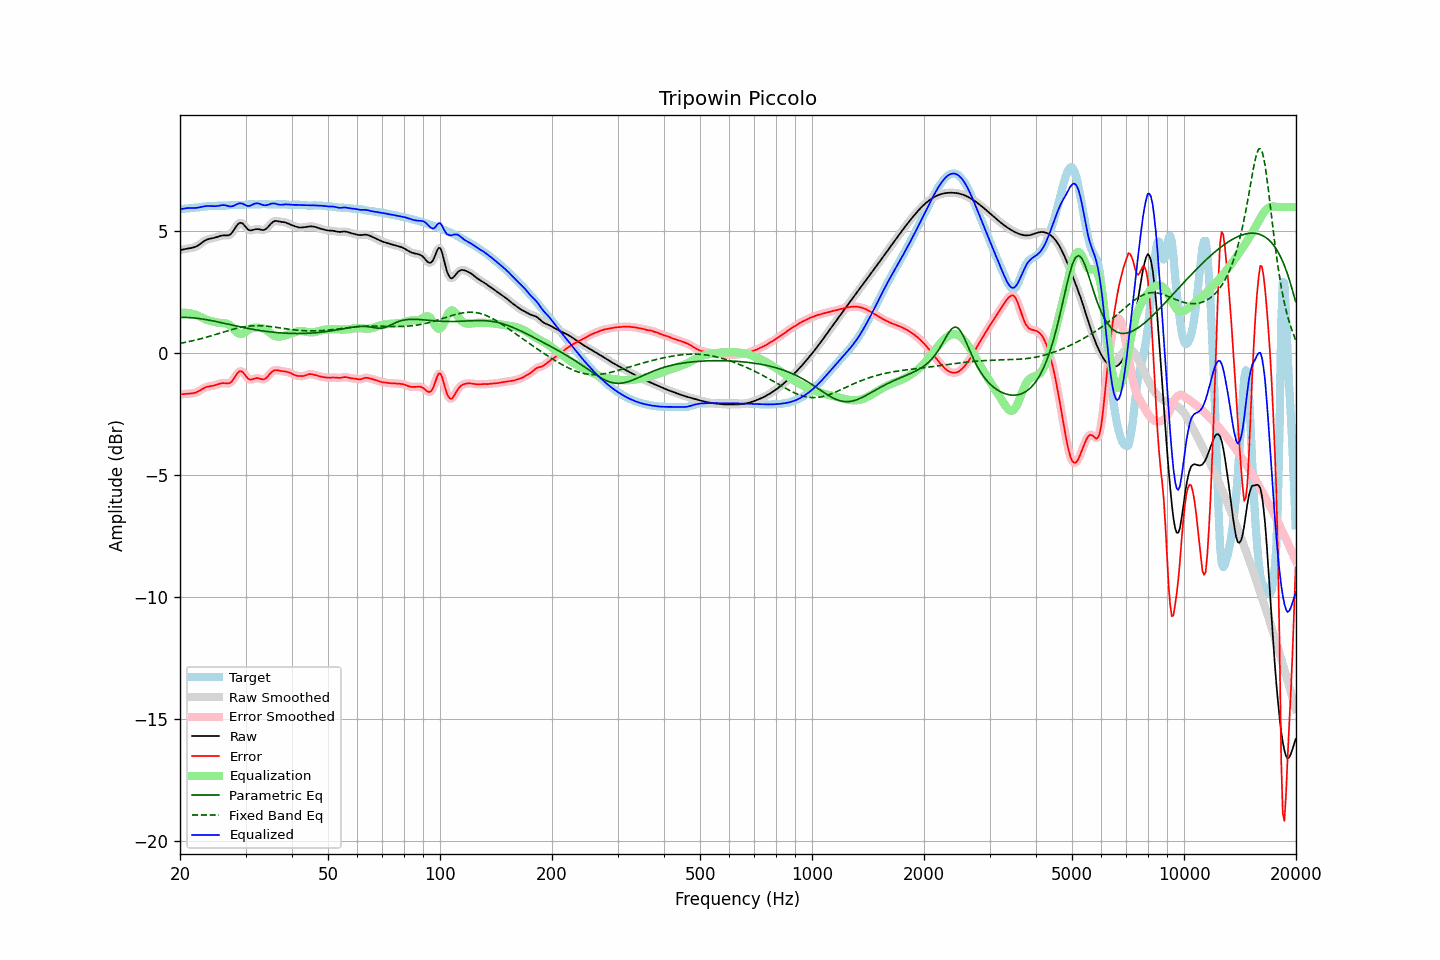 Tripowin Piccolo
Amplitude (dBr)
5
0
−5
−10
−15
−20
Target
Raw Smoothed
Error Smoothed
Raw
Error
Equalization
Parametric Eq
Fixed Band Eq
Equalized
20 50 100 200 500 1000 2000 5000 10000 20000
Frequency (Hz)